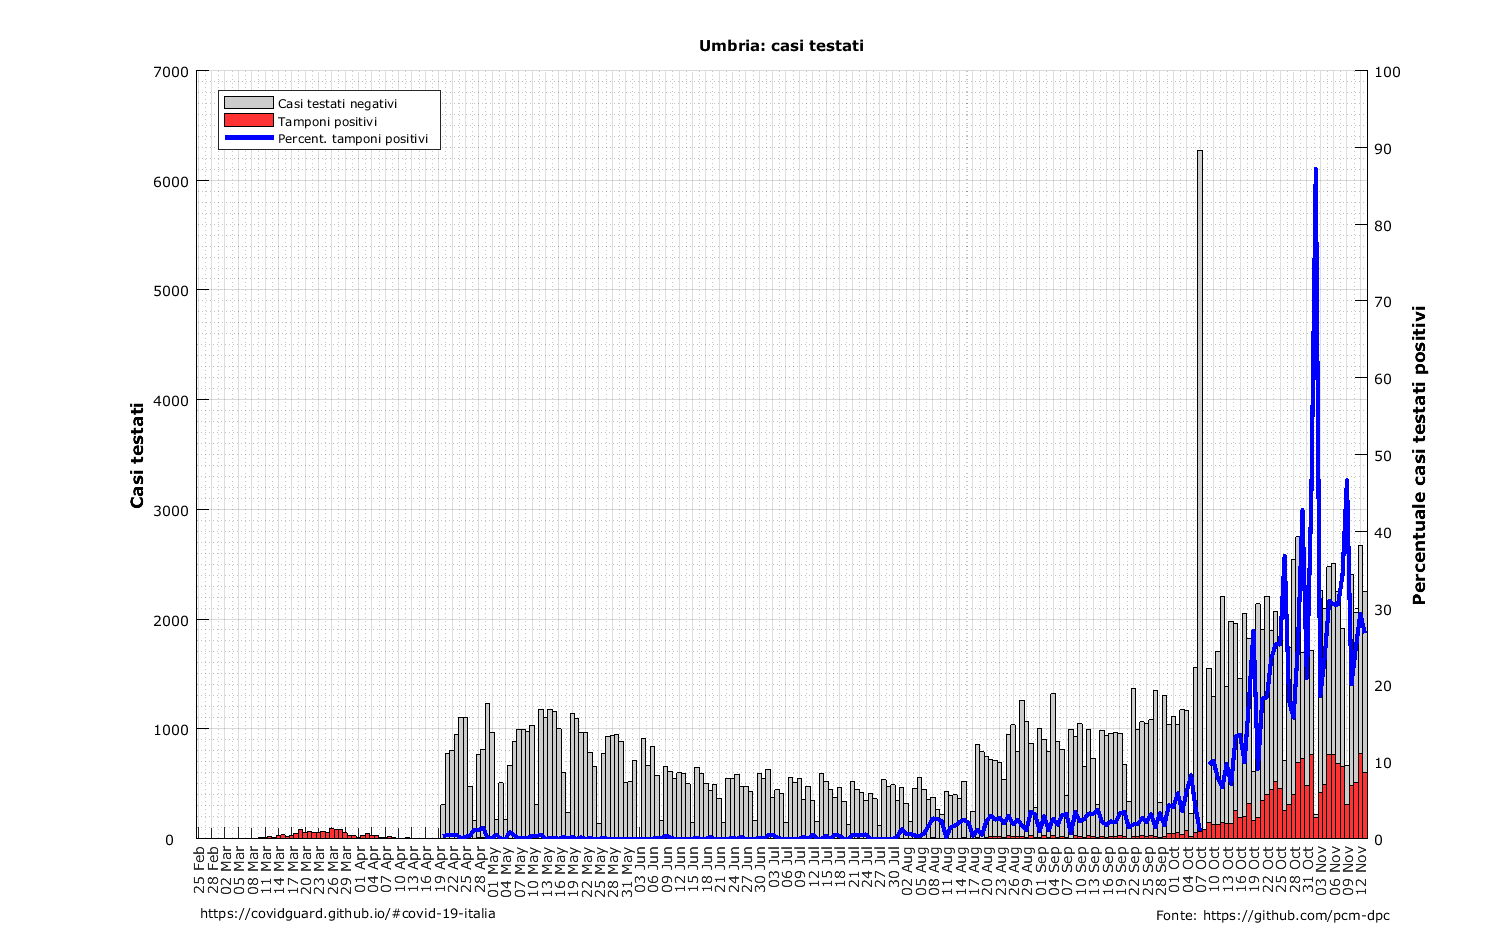 Umbria: casi testati
7000
6000
5000
4000
3000
2000
1000
0
Casi testati
Casi testati negativi
Tamponi positivi
Percent. tamponi positivi
100
90
80
70
60
50
40
30
20
10
0
Percentuale casi testati positivi
25 Feb
28 Feb
02 Mar
05 Mar
08 Mar
11 Mar
14 Mar
17 Mar
20 Mar
23 Mar
26 Mar
29 Mar
01 Apr
04 Apr
07 Apr
10 Apr
13 Apr
16 Apr
19 Apr
22 Apr
25 Apr
28 Apr
01 May
04 May
07 May
10 May
13 May
16 May
19 May
22 May
25 May
28 May
31 May
03 Jun
06 Jun
09 Jun
12 Jun
15 Jun
18 Jun
21 Jun
24 Jun
27 Jun
30 Jun
03 Jul
06 Jul
09 Jul
12 Jul
15 Jul
18 Jul
21 Jul
24 Jul
27 Jul
30 Jul
02 Aug
05 Aug
08 Aug
11 Aug
14 Aug
17 Aug
20 Aug
23 Aug
26 Aug
29 Aug
01 Sep
04 Sep
07 Sep
10 Sep
13 Sep
16 Sep
19 Sep
22 Sep
25 Sep
28 Sep
01 Oct
04 Oct
07 Oct
10 Oct
13 Oct
16 Oct
19 Oct
22 Oct
25 Oct
28 Oct
31 Oct
03 Nov
06 Nov
09 Nov
12 Nov
https://covidguard.github.io/#covid-19-italia
Fonte: https://github.com/pcm-dpc